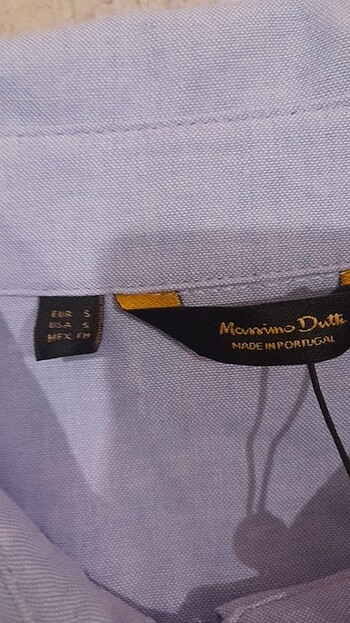 EUR S
USA S
MEX CH
Massimo Dutti
MADE IN PORTUGAL